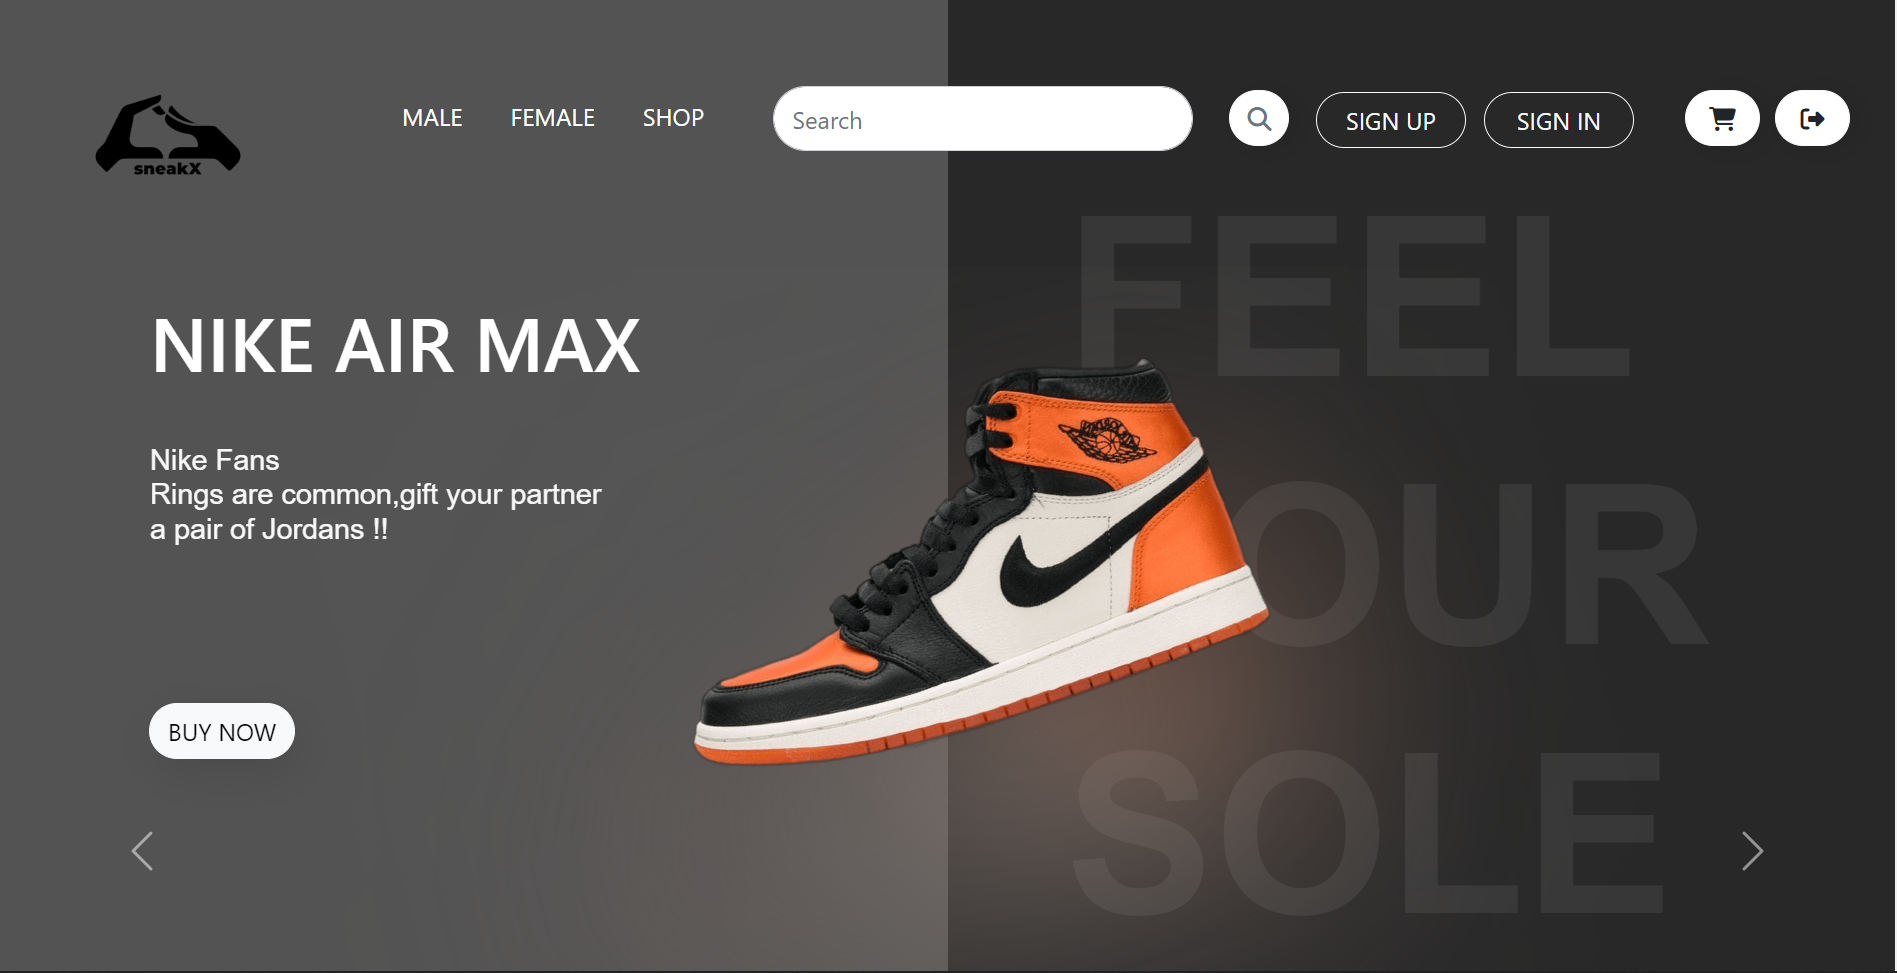 sneakX
MALE FEMALE SHOP Search SIGN UP SIGN IN
FEEL
NIKE AIR MAX
Nike Fans
Rings are common,gift your partner
a pair of Jordans !!
OUR
BUY NOW
SOLE